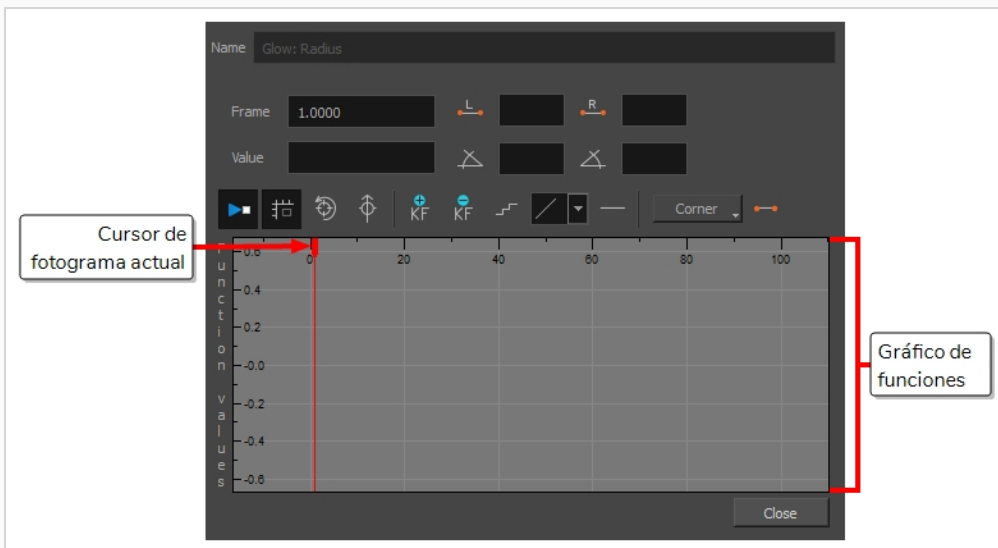 Name Glow: Radius
Frame 1.0000 L R
Value
KF KF Corner
Cursor de
fotograma actual
Function values
0 20 40 60 80 100
-0.6
-0.4
-0.2
-0.0
-0.2
-0.4
-0.6
Gráfico de
funciones
Close